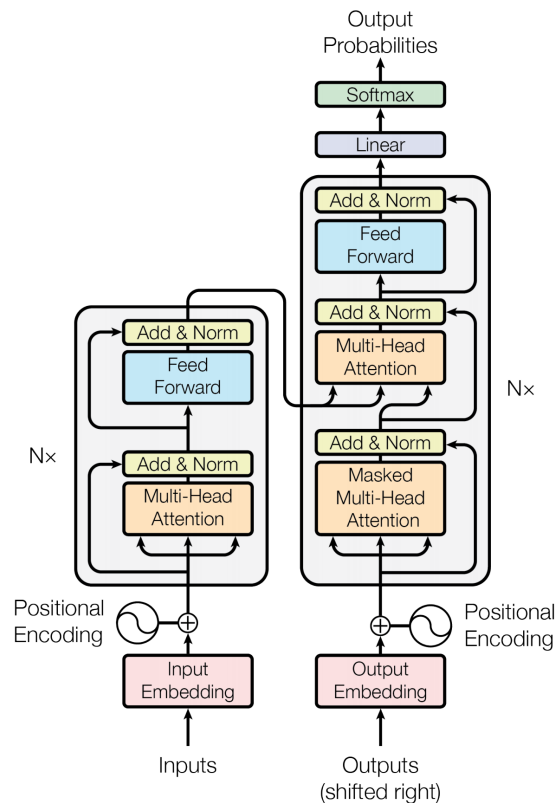 Output
Probabilities
Softmax
Linear
Add & Norm
Feed
Forward
Add & Norm
Multi-Head
Attention
Add & Norm
Masked
Multi-Head
Attention
N×
Add & Norm
Feed
Forward
Add & Norm
Multi-Head
Attention
N×
Positional
Encoding
Positional
Encoding
Input
Embedding
Output
Embedding
Inputs
Outputs
(shifted right)